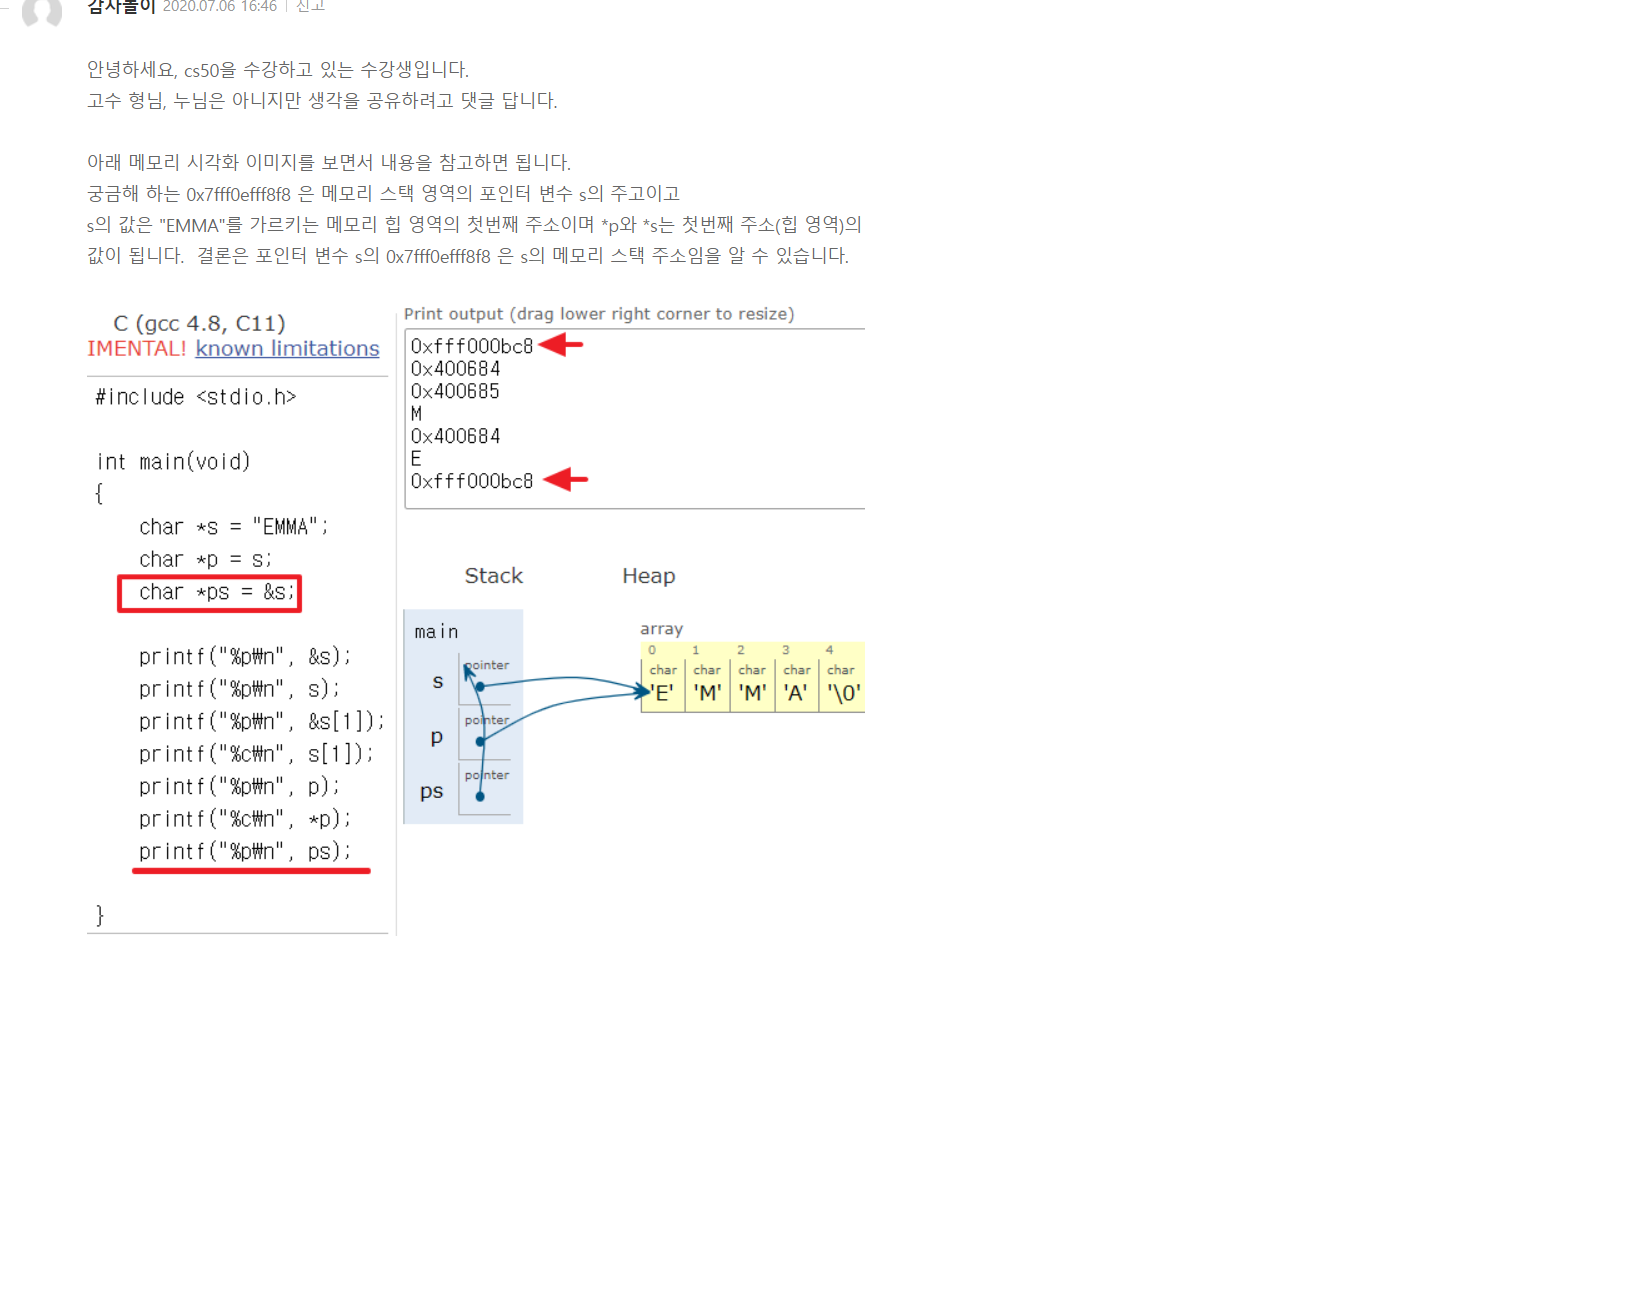 감자돌이 2020.07.06 16:46 신고
안녕하세요, cs50을 수강하고 있는 수강생입니다.
고수 형님, 누님은 아니지만 생각을 공유하려고 댓글 답니다.
아래 메모리 시각화 이미지를 보면서 내용을 참고하면 됩니다.
궁금해 하는 0x7fff0efff8f8 은 메모리 스택 영역의 포인터 변수 s의 주고이고
s의 값은 "EMMA"를 가르키는 메모리 힙 영역의 첫번째 주소이며 *p와 *s는 첫번째 주소(힙 영역)의
값이 됩니다.  결론은 포인터 변수 s의 0x7fff0efff8f8 은 s의 메모리 스택 주소임을 알 수 있습니다.
C (gcc 4.8, C11)
IMENTAL! known limitations
#include <stdio.h>
int main(void)
{
char *s = "EMMA";
char *p = s;
char *ps = &s;
printf("%p₩n", &s);
printf("%p₩n", s);
printf("%p₩n", &s[1]);
printf("%c₩n", s[1]);
printf("%p₩n", p);
printf("%c₩n", *p);
printf("%p₩n", ps);
}
Print output (drag lower right corner to resize)
0xfff000bc8
0x400684
0x400685
M
0x400684
E
0xfff000bc8
Stack Heap
main
s pointer
p pointer
ps pointer
array
0 1 2 3 4
char char char char char
'E' 'M' 'M' 'A' '\0'